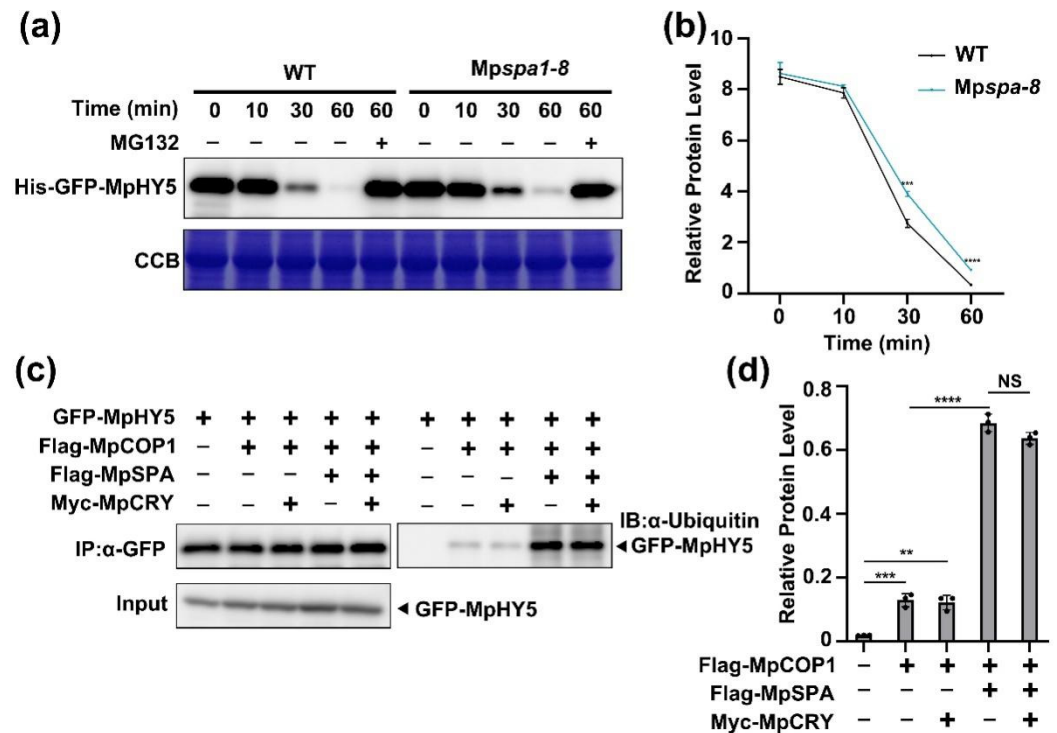 (a)
WT Mpspa1-8
Time (min) 0 10 30 60 60 0 10 30 60 60
MG132 – – – – + – – – – +
His-GFP-MpHY5
CCB
(b)
Relative Protein Level
10
8
6
4
2
0
WT
Mpspa-8
***
****
0 10 30 60
Time (min)
(c)
GFP-MpHY5 + + + + + + + + + +
Flag-MpCOP1 – + + + + – + + + +
Flag-MpSPA – – – + + – – – + +
Myc-MpCRY – – + – + – – + – +
IB:α-Ubiquitin
IP:α-GFP
GFP-MpHY5
Input
GFP-MpHY5
(d)
Relative Protein Level
0.8
0.6
0.4
0.2
0
NS
****
**
***
Flag-MpCOP1 – + + + +
Flag-MpSPA – – – + +
Myc-MpCRY – – + – +